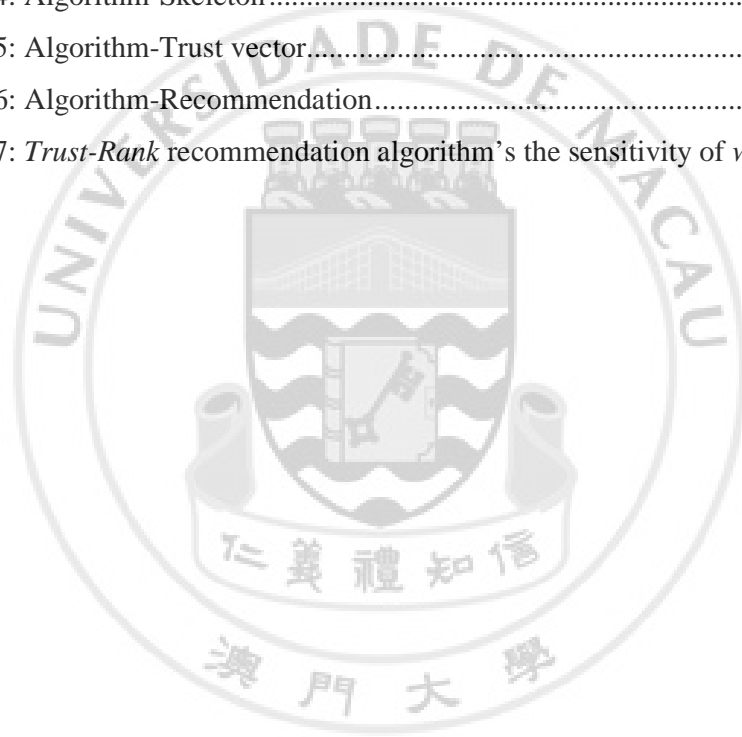 4: Algorithm-Skeleton
5: Algorithm-Trust vector
6: Algorithm-Recommendation
7: Trust-Rank recommendation algorithm's the sensitivity of
UNIVERSIDADE DE MACAU
仁義禮知信
澳門大學